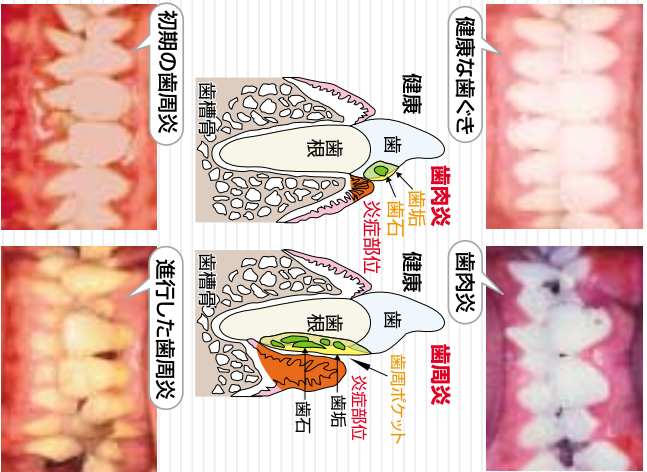 健康な歯ぐき
歯肉炎
健康
歯肉炎
歯垢
歯石
炎症部位
歯
歯根
歯槽骨
健康
歯周炎
歯周ポケット
炎症部位
歯垢
歯石
歯
歯根
歯槽骨
初期の歯周炎
進行した歯周炎